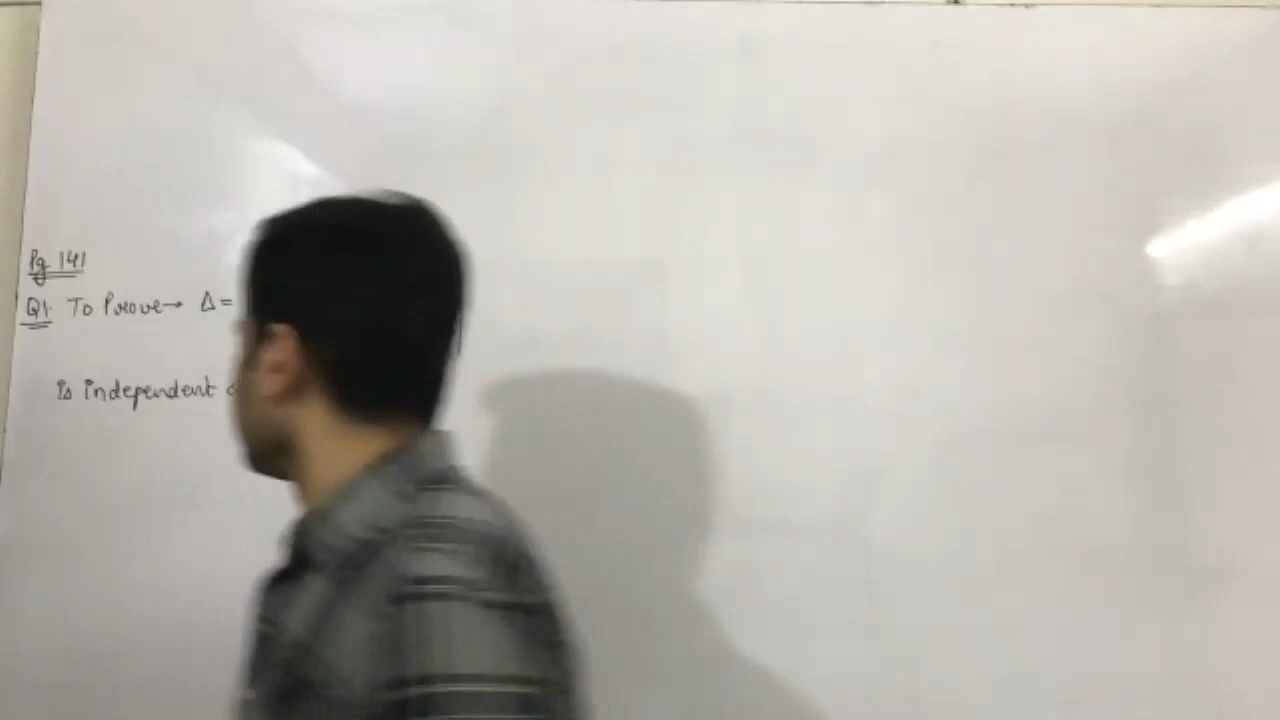 Pg 141
Q1. To Prove → Δ =
is independent